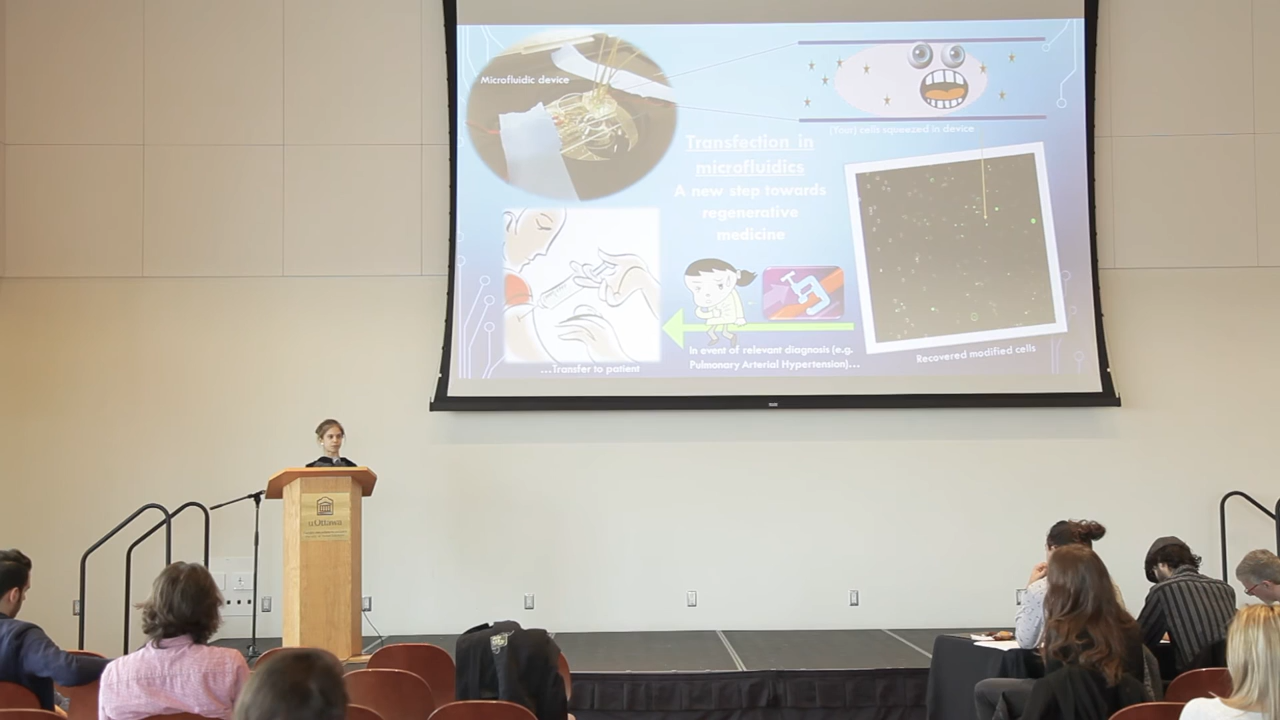 Microfluidic device
(Your) cells squeezed in device
Transfection in
microfluidics
A new step towards
regenerative
medicine
In event of relevant diagnosis (e.g.
Pulmonary Arterial Hypertension)...
...Transfer to patient
Recovered modified cells
uOttawa